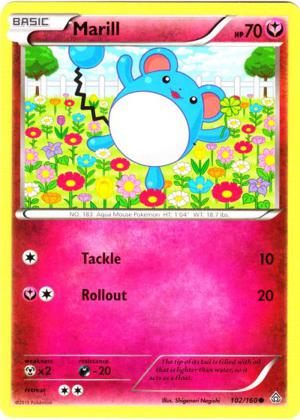 BASIC
Marill HP 70
NO. 183 Aqua Mouse Pokémon HT: 1'04" WT: 18.7 lbs.
Tackle 10
Rollout 20
weakness resistance
×2 -20
retreat
The tip of its tail is filled with oil
that is lighter than water, so it
acts as a float.
©2015 Pokémon Illus. Shigenori Negishi 102/160